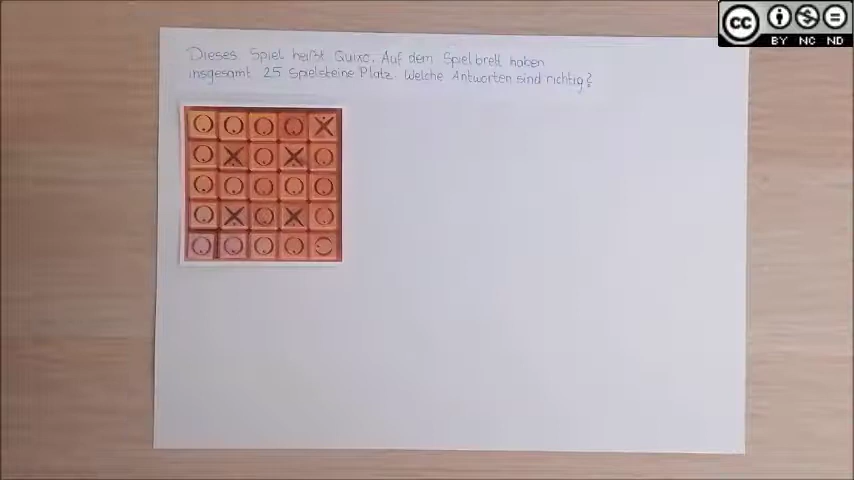 Dieses Spiel heißt Quixo. Auf dem Spielbrett haben
insgesamt 25 Spielsteine Platz. Welche Antworten sind richtig?
O O O O X
O X O X O
O O O O O
O X O X O
O O O O O
cc
BY NC ND